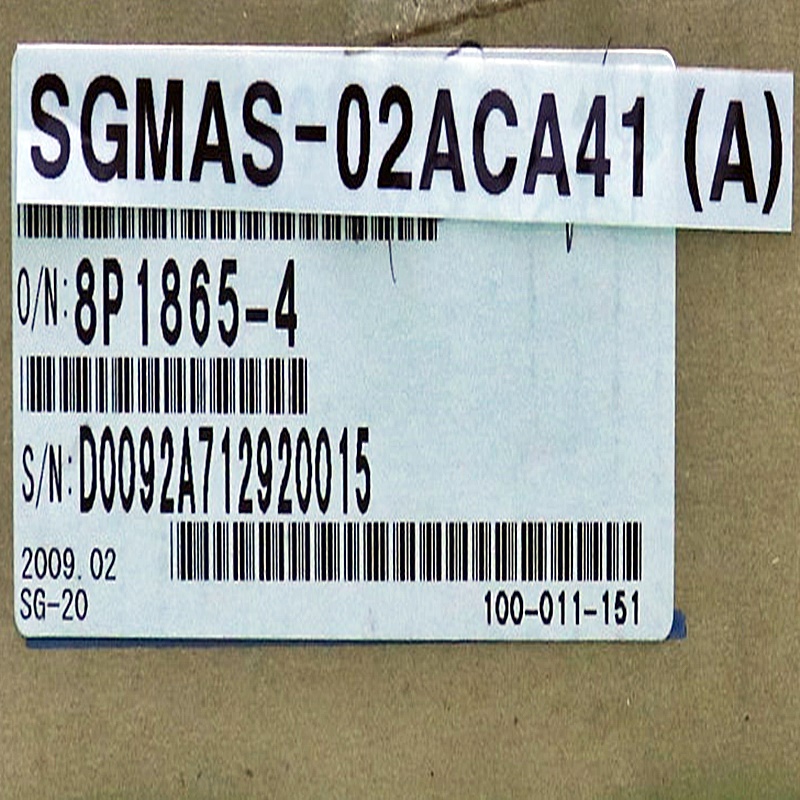 SGMAS-02ACA41 (A)
O/N: 8P1865-4
S/N: D0092A712920015
2009.02
SG-20
100-011-151